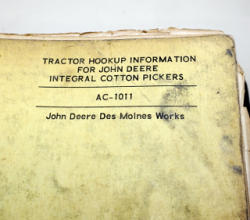 TRACTOR HOOKUP INFORMATION
FOR JOHN DEERE
INTEGRAL COTTON PICKERS
AC-1011
John Deere Des Moines Works